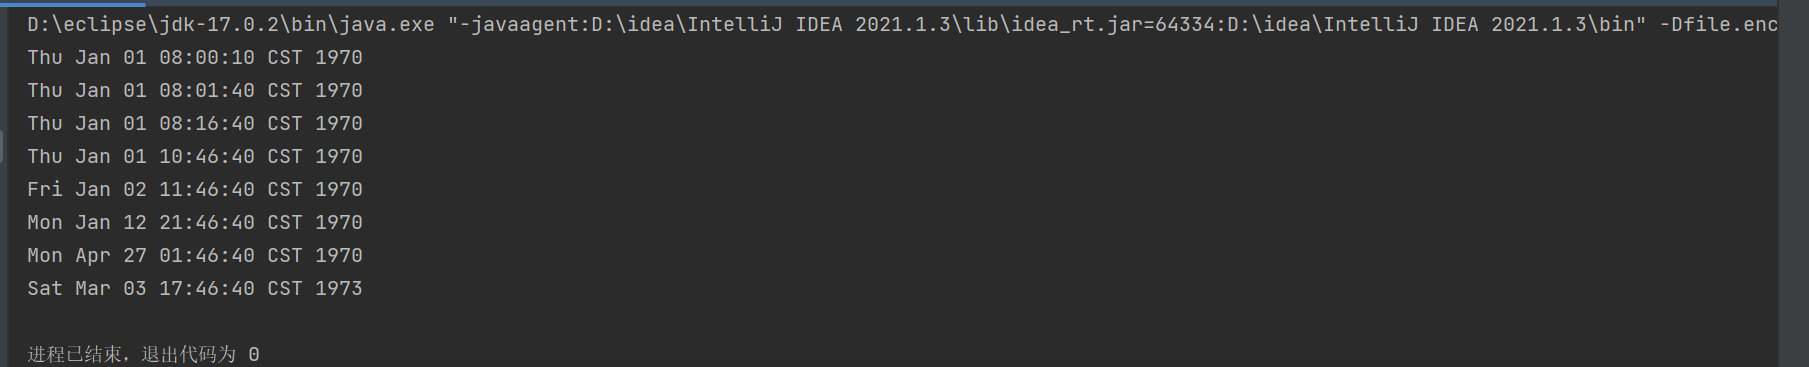 D:\eclipse\jdk-17.0.2\bin\java.exe "-javaagent:D:\idea\IntelliJ IDEA 2021.1.3\lib\idea_rt.jar=64334:D:\idea\IntelliJ IDEA 2021.1.3\bin" -Dfile.enc
Thu Jan 01 08:00:10 CST 1970
Thu Jan 01 08:01:40 CST 1970
Thu Jan 01 08:16:40 CST 1970
Thu Jan 01 10:46:40 CST 1970
Fri Jan 02 11:46:40 CST 1970
Mon Jan 12 21:46:40 CST 1970
Mon Apr 27 01:46:40 CST 1970
Sat Mar 03 17:46:40 CST 1973
进程已结束，退出代码为 0